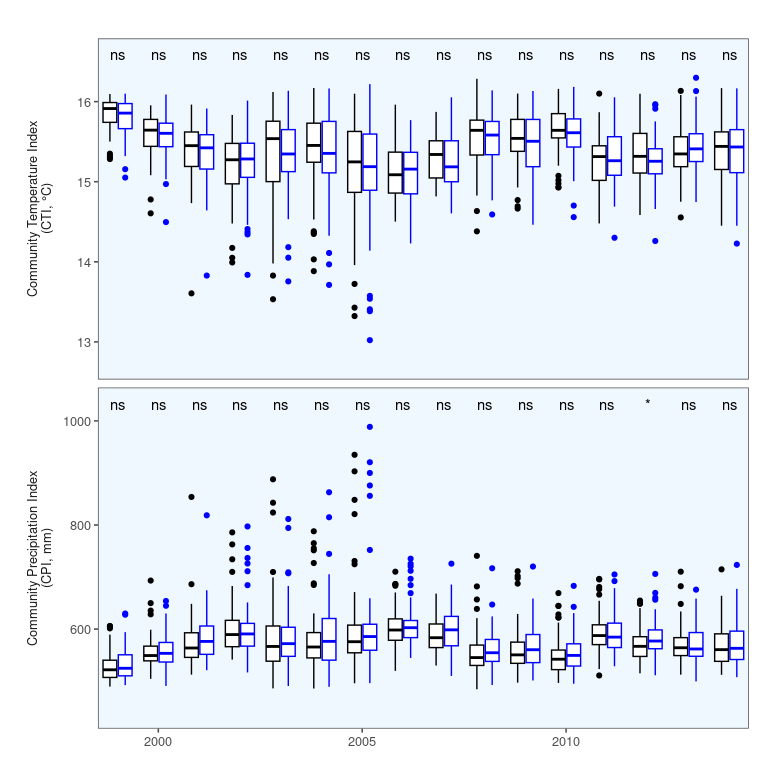 ns ns ns ns ns ns ns ns ns ns ns ns ns ns ns ns
Community Temperature Index
(CTI, °C)
16
15
14
13
ns ns ns ns ns ns ns ns ns ns ns ns ns * ns ns
Community Precipitation Index
(CPI, mm)
1000
800
600
2000 2005 2010